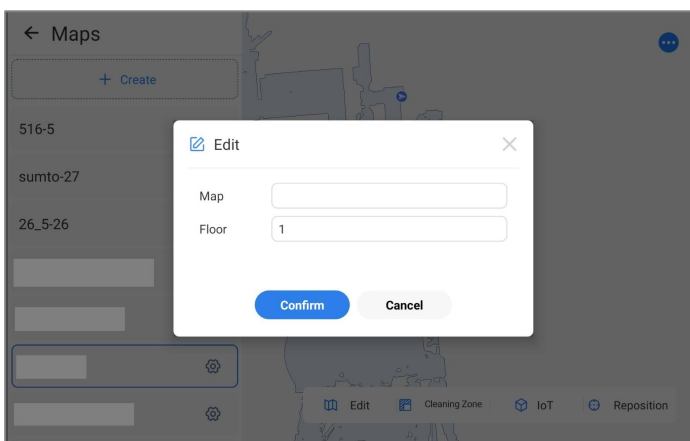 ← Maps
+ Create
516-5
sumto-27
26_5-26
Edit
Map
Floor 1
Confirm Cancel
Edit Cleaning Zone IoT Reposition